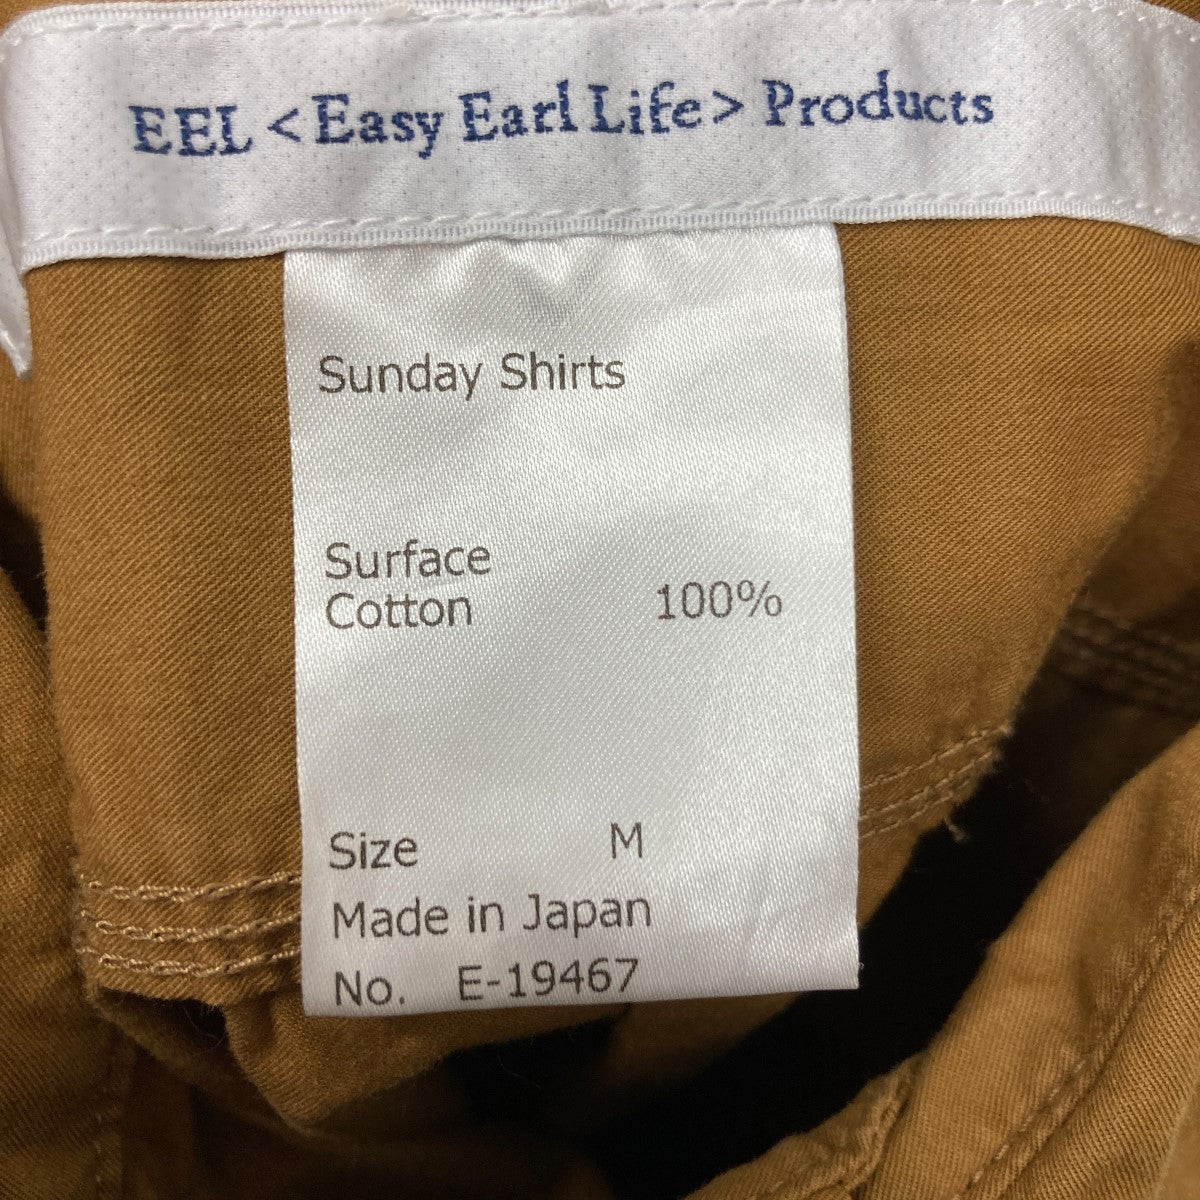 EEL <Easy Earl Life> Products
Sunday Shirts
Surface
Cotton 100%
Size M
Made in Japan
No. E-19467